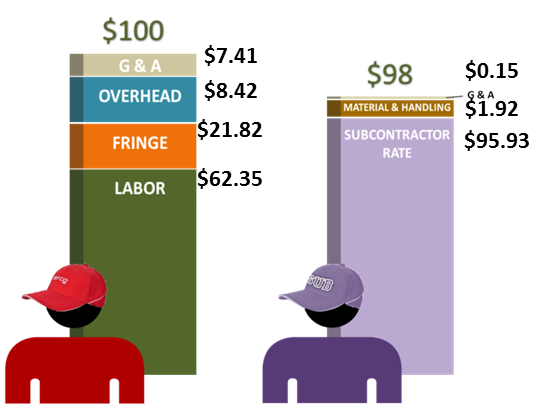 $100
G & A
$7.41
OVERHEAD
$8.42
FRINGE
$21.82
LABOR
$62.35
$98
$0.15
G & A
MATERIAL & HANDLING
$1.92
SUBCONTRACTOR
RATE
$95.93
SUB